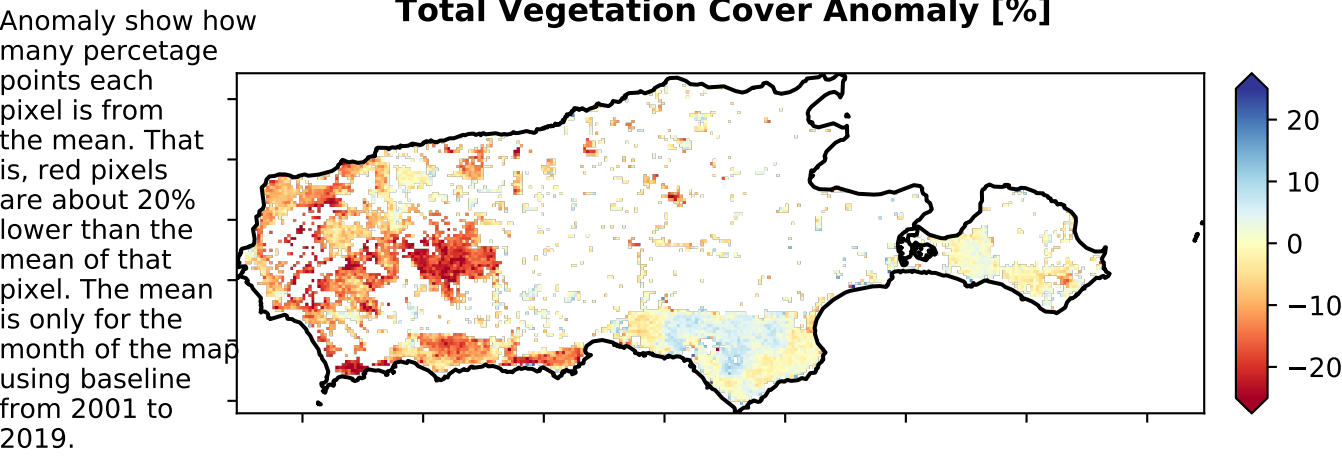 Total Vegetation Cover Anomaly [%]
Anomaly show how
many percetage
points each
pixel is from
the mean. That
is, red pixels
are about 20%
lower than the
mean of that
pixel. The mean
is only for the
month of the map
using baseline
from 2001 to
2019.
20
10
0
−10
−20